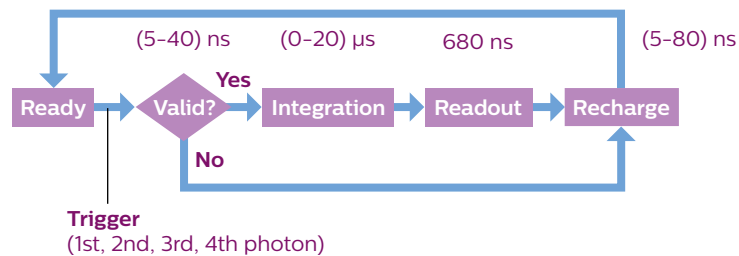 (5-40) ns (0-20) μs 680 ns (5-80) ns
Yes
Ready Valid? Integration Readout Recharge
No
Trigger
(1st, 2nd, 3rd, 4th photon)